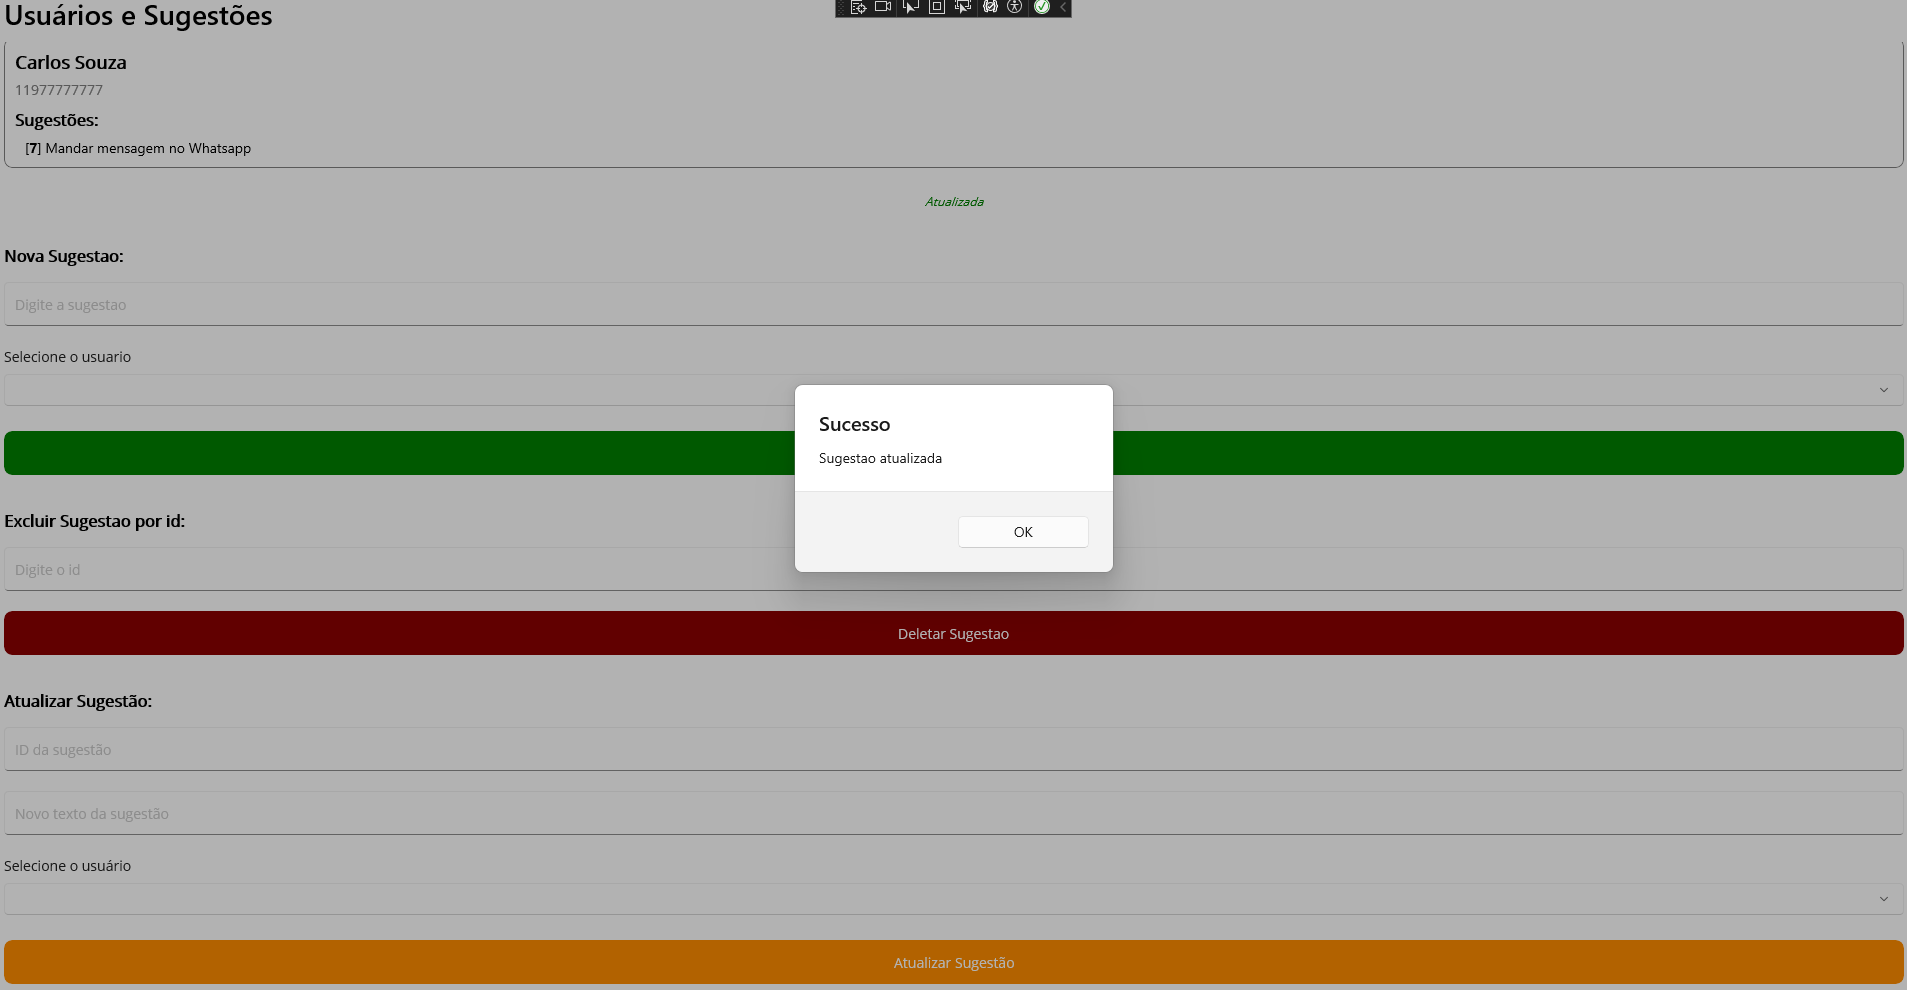 Usuários e Sugestões
Carlos Souza
11977777777
Sugestões:
[7] Mandar mensagem no Whatsapp
Atualizada
Nova Sugestao:
Digite a sugestao
Selecione o usuario
Sucesso
Sugestao atualizada
OK
Excluir Sugestao por id:
Digite o id
Deletar Sugestao
Atualizar Sugestão:
ID da sugestão
Novo texto da sugestão
Selecione o usuário
Atualizar Sugestão